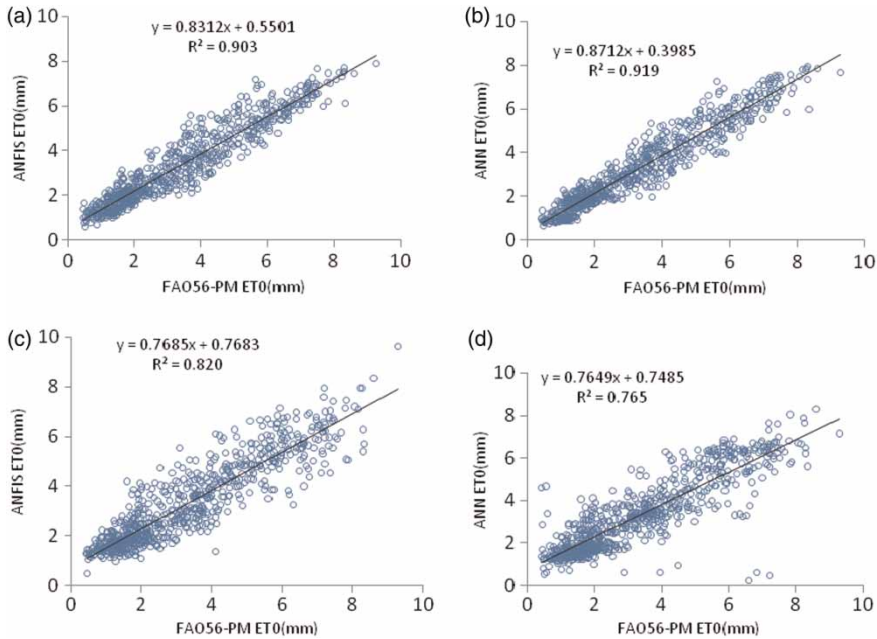 (a)
y = 0.8312x + 0.5501
R² = 0.903
10
8
6
4
2
0
ANFIS ET0(mm)
0 2 4 6 8 10
FAO56-PM ET0(mm)
(b)
y = 0.8712x + 0.3985
R² = 0.919
10
8
6
4
2
0
ANN ET0(mm)
0 2 4 6 8 10
FAO56-PM ET0(mm)
(c)
y = 0.7685x + 0.7683
R² = 0.820
10
8
6
4
2
0
ANFIS ET0(mm)
0 2 4 6 8 10
FAO56-PM ET0(mm)
(d)
y = 0.7649x + 0.7485
R² = 0.765
10
8
6
4
2
0
ANN ET0(mm)
0 2 4 6 8 10
FAO56-PM ET0(mm)